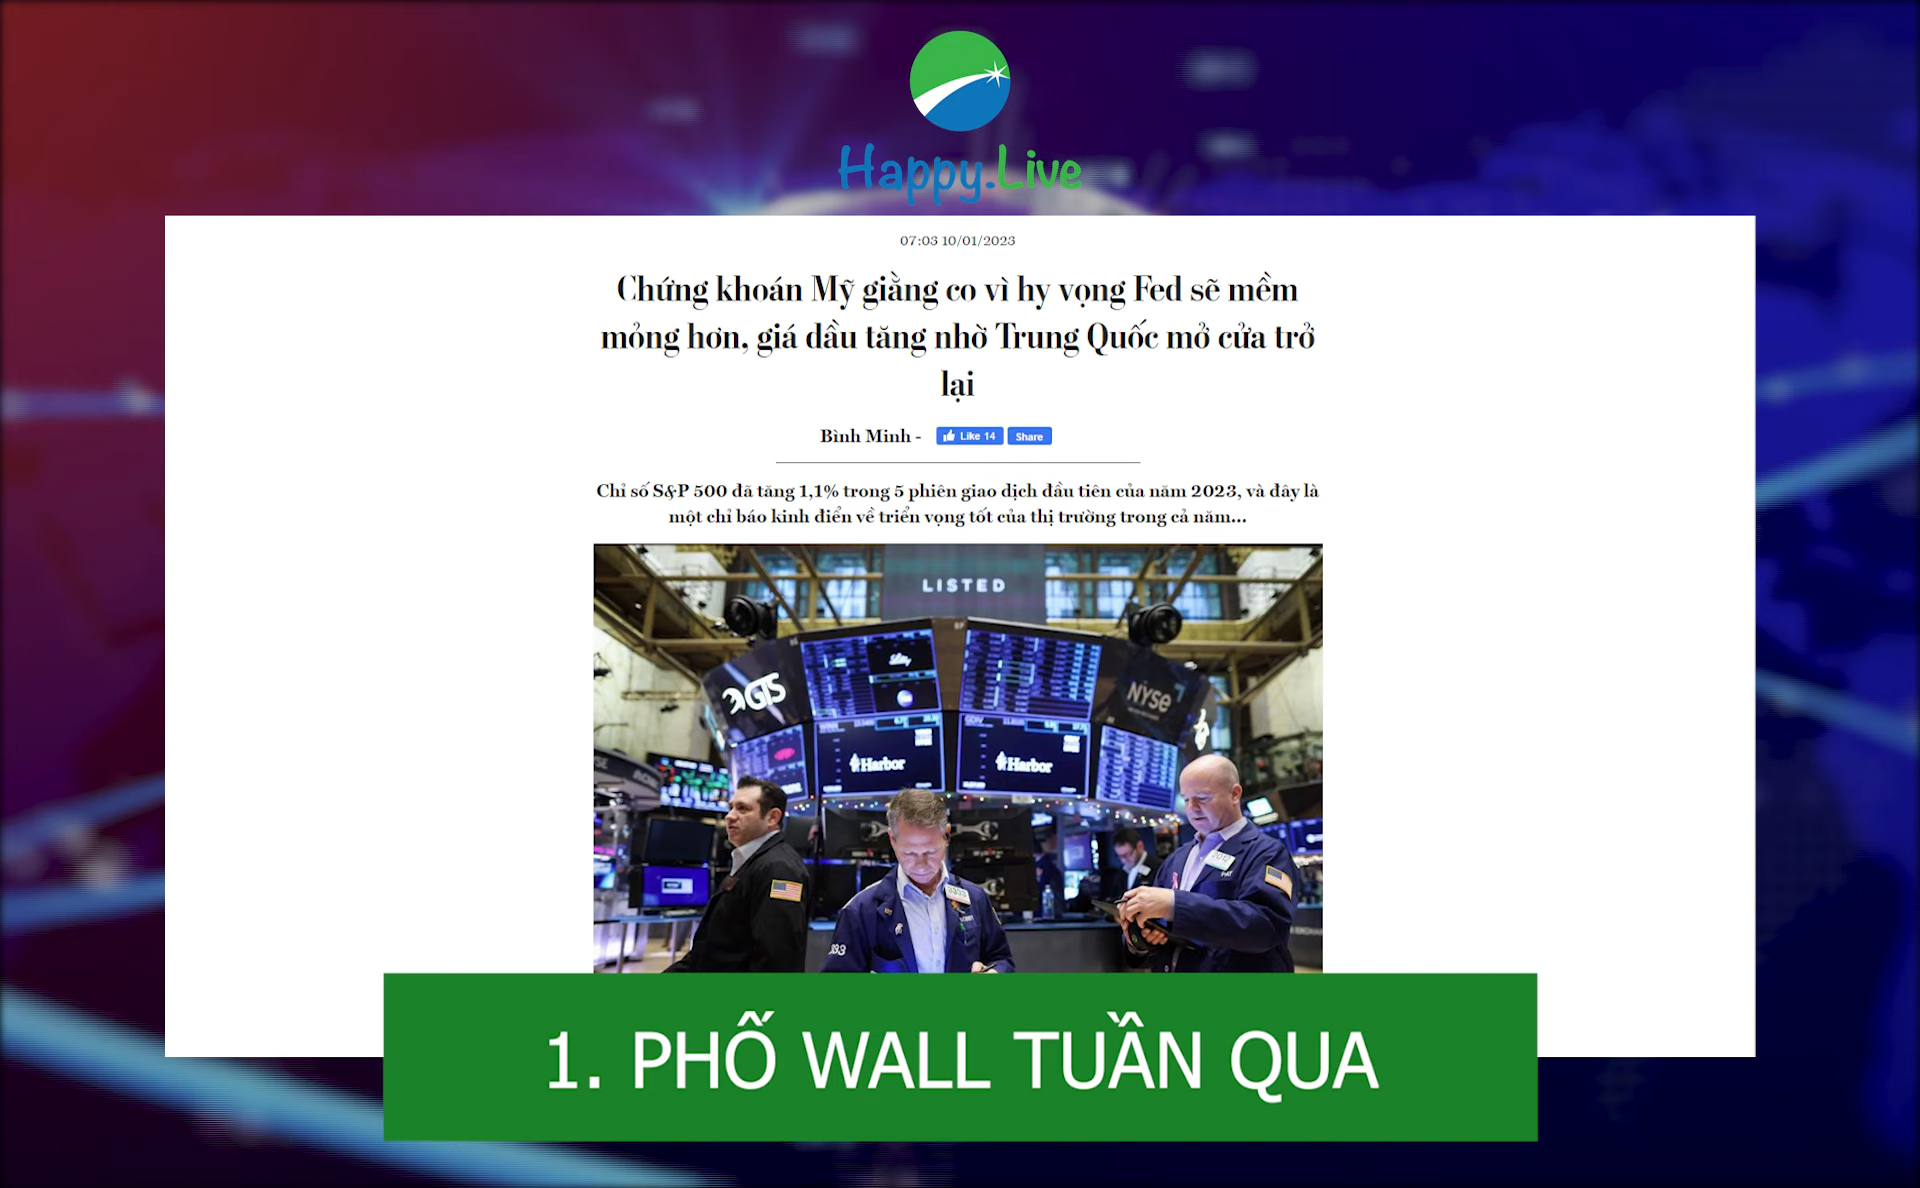 Happy.Live
07:03 10/01/2023
Chứng khoán Mỹ giằng co vì hy vọng Fed sẽ mềm
mỏng hơn, giá dầu tăng nhờ Trung Quốc mở cửa trở
lại
Bình Minh -
Like 14
Share
Chỉ số S&P 500 đã tăng 1,1% trong 5 phiên giao dịch đầu tiên của năm 2023, và đây là
một chỉ báo kinh điển về triển vọng tốt của thị trường trong cả năm...
LISTED
Lilly
GTS
NYSE
GDIV
Harbor
Harbor
PAT
1. PHỐ WALL TUẦN QUA